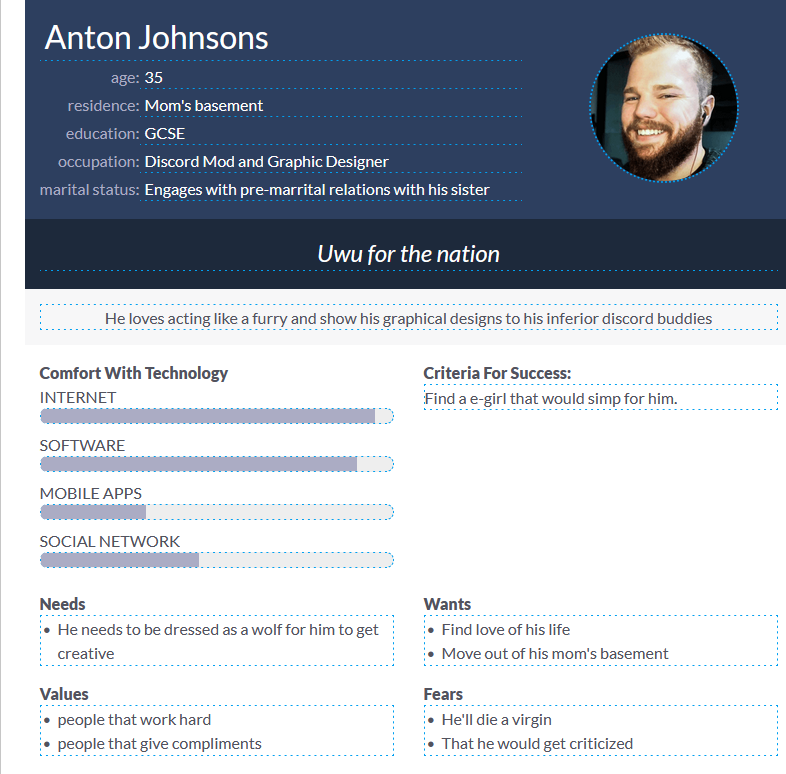 Anton Johnsons
age: 35
residence: Mom's basement
education: GCSE
occupation: Discord Mod and Graphic Designer
marital status: Engages with pre-marrital relations with his sister
Uwu for the nation
He loves acting like a furry and show his graphical designs to his inferior discord buddies
Comfort With Technology
INTERNET
SOFTWARE
MOBILE APPS
SOCIAL NETWORK
Criteria For Success:
Find a e-girl that would simp for him.
Needs
• He needs to be dressed as a wolf for him to get
creative
Wants
• Find love of his life
• Move out of his mom's basement
Values
• people that work hard
• people that give compliments
Fears
• He'll die a virgin
• That he would get criticized